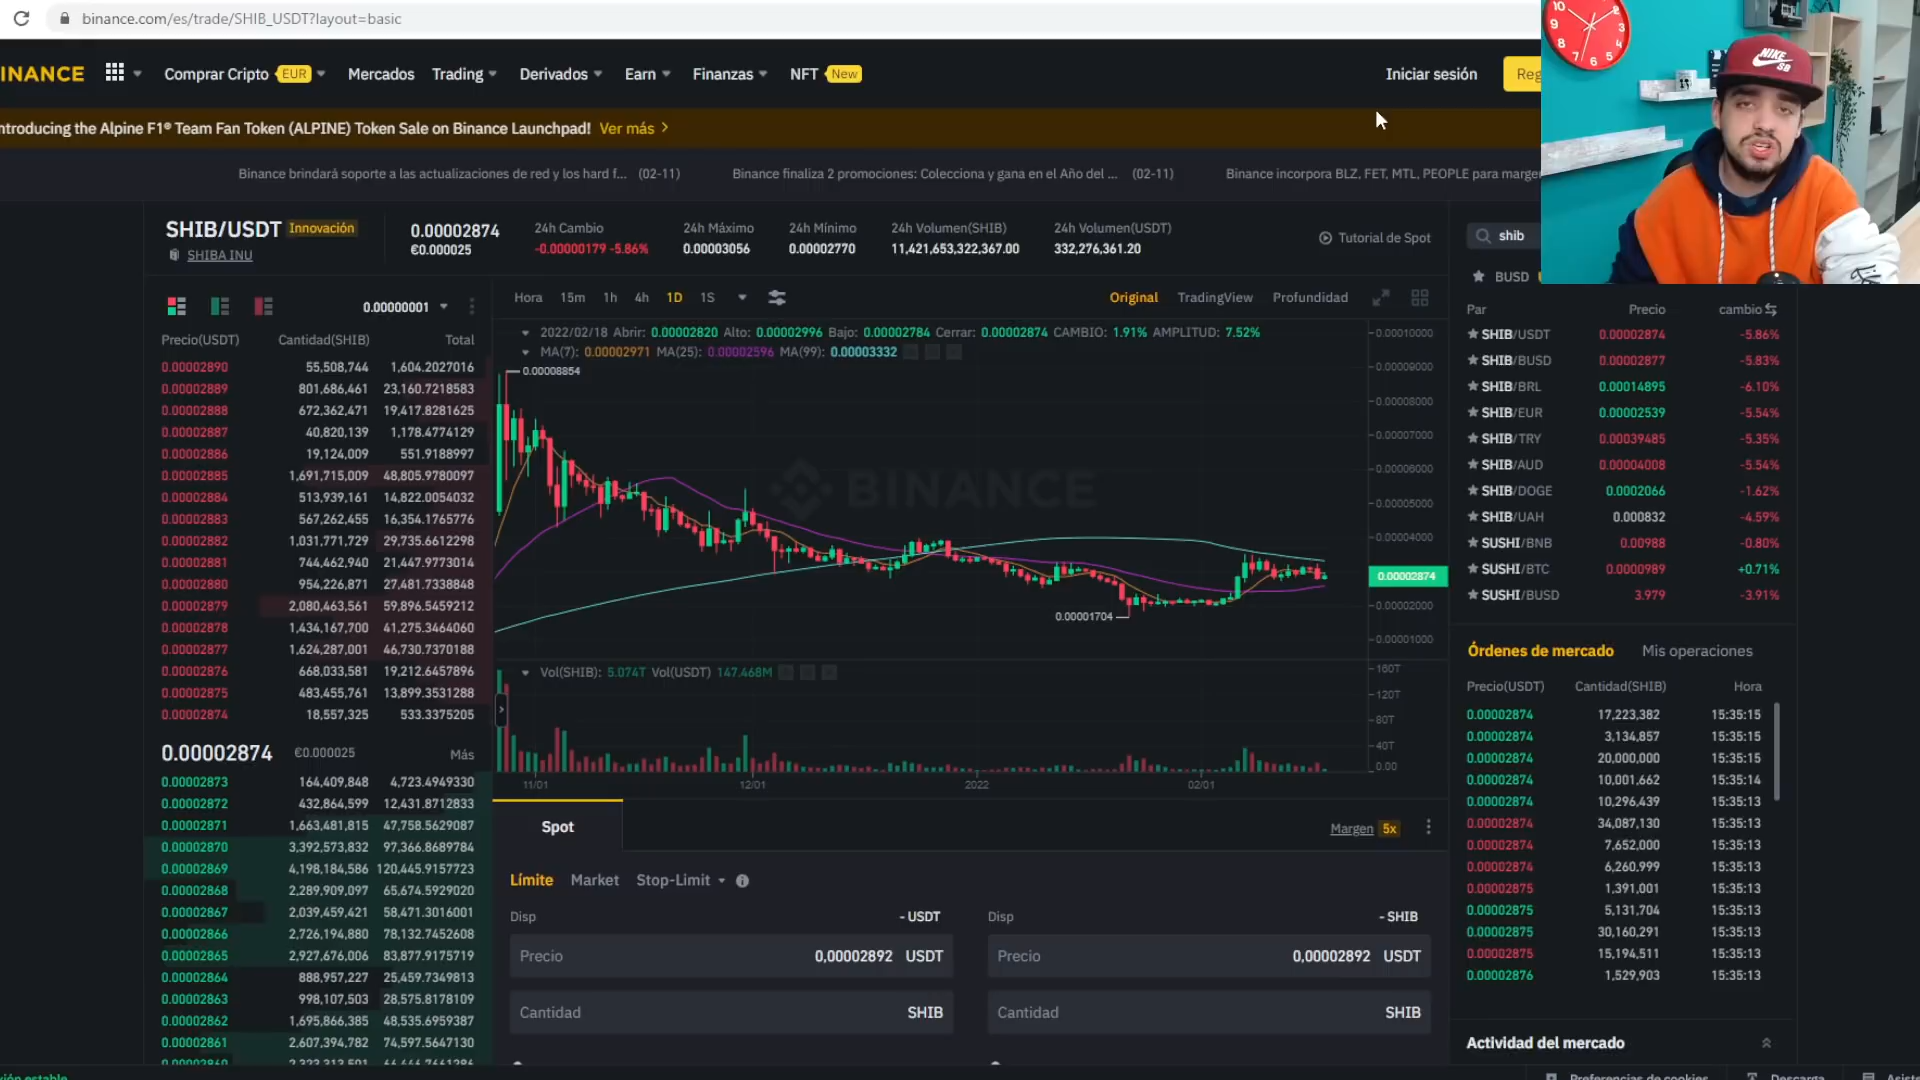 binance.com/es/trade/SHIB_USDT?layout=basic
INANCE Comprar Cripto EUR Mercados Trading Derivados Earn Finanzas NFT New Iniciar sesión Reg
ntroducing the Alpine F1® Team Fan Token (ALPINE) Token Sale on Binance Launchpad! Ver más
Binance brindará soporte a las actualizaciones de red y los hard f... (02-11) Binance finaliza 2 promociones: Colecciona y gana en el Año del ... (02-11) Binance incorpora BLZ, FET, MTL, PEOPLE para marge
SHIB/USDT Innovación
SHIBA INU
0.00002874
€0.000025
24h Cambio
-0.00000179 -5.86%
24h Máximo
0.00003056
24h Mínimo
0.00002770
24h Volumen(SHIB)
11,421,653,322,367.00
24h Volumen(USDT)
332,276,361.20
Tutorial de Spot
0.00000001
Precio(USDT) Cantidad(SHIB) Total
0.00002890 55,508,744 1,604.2027016
0.00002889 801,686,461 23,160.7218583
0.00002888 672,362,471 19,417.8281625
0.00002887 40,820,139 1,178.4774129
0.00002886 19,124,009 551.9188997
0.00002885 1,691,715,009 48,805.9780097
0.00002884 513,939,161 14,822.0054032
0.00002883 567,262,455 16,354.1765776
0.00002882 1,031,771,729 29,735.6612298
0.00002881 744,462,940 21,447.9773014
0.00002880 954,226,871 27,481.7338848
0.00002879 2,080,463,561 59,896.5459212
0.00002878 1,434,167,700 41,275.3464060
0.00002877 1,624,287,001 46,730.7370188
0.00002876 668,033,581 19,212.6457896
0.00002875 483,455,761 13,899.3531288
0.00002874 18,557,325 533.3375205
0.00002874 €0.000025 Más
0.00002873 164,409,848 4,723.4949330
0.00002872 432,864,599 12,431.8712833
0.00002871 1,663,481,815 47,758.5629087
0.00002870 3,392,573,832 97,366.8689784
0.00002869 4,198,184,586 120,445.9157723
0.00002868 2,289,909,097 65,674.5929020
0.00002867 2,039,459,421 58,471.3016001
0.00002866 2,726,194,880 78,132.7452608
0.00002865 2,927,676,006 83,877.9175719
0.00002864 888,957,227 25,459.7349813
0.00002863 998,107,503 28,575.8178109
0.00002862 1,695,866,385 48,535.6959387
0.00002861 2,607,394,782 74,597.5647130
Hora 15m 1h 4h 1D 1S Original TradingView Profundidad
2022/02/18 Abrir: 0.00002820 Alto: 0.00002996 Bajo: 0.00002784 Cerrar: 0.00002874 CAMBIO: 1.91% AMPLITUD: 7.52%
MA(7): 0.00002971 MA(25): 0.00002596 MA(99): 0.00003332
0.00008854
BINANCE
0.00001704
0.00010000
0.00009000
0.00008000
0.00007000
0.00006000
0.00005000
0.00004000
0.00002874
0.00002000
0.00001000
Vol(SHIB): 5.074T Vol(USDT) 147.468M
160T
120T
80T
40T
0.00
11/01 12/01 2022 02/01
Spot Margen 5x
Límite Market Stop-Limit
Disp - USDT Disp - SHIB
Precio 0,00002892 USDT Precio 0,00002892 USDT
Cantidad SHIB Cantidad SHIB
shib
BUSD
Par Precio cambio
SHIB/USDT 0.00002874 -5.86%
SHIB/BUSD 0.00002877 -5.83%
SHIB/BRL 0.00014895 -6.10%
SHIB/EUR 0.00002539 -5.54%
SHIB/TRY 0.00039485 -5.35%
SHIB/AUD 0.00004008 -5.54%
SHIB/DOGE 0.0002066 -1.62%
SHIB/UAH 0.000832 -4.59%
SUSHI/BNB 0.00988 -0.80%
SUSHI/BTC 0.0000989 +0.71%
SUSHI/BUSD 3.979 -3.91%
Órdenes de mercado Mis operaciones
Precio(USDT) Cantidad(SHIB) Hora
0.00002874 17,223,382 15:35:15
0.00002874 3,134,857 15:35:15
0.00002874 20,000,000 15:35:15
0.00002874 10,001,662 15:35:14
0.00002874 10,296,439 15:35:13
0.00002874 34,087,130 15:35:13
0.00002874 7,652,000 15:35:13
0.00002874 6,260,999 15:35:13
0.00002875 1,391,001 15:35:13
0.00002875 5,131,704 15:35:13
0.00002875 30,160,291 15:35:13
0.00002875 15,194,511 15:35:13
0.00002876 1,529,903 15:35:13
Actividad del mercado
Preferencias de cookies Descarga
NIKE
SB